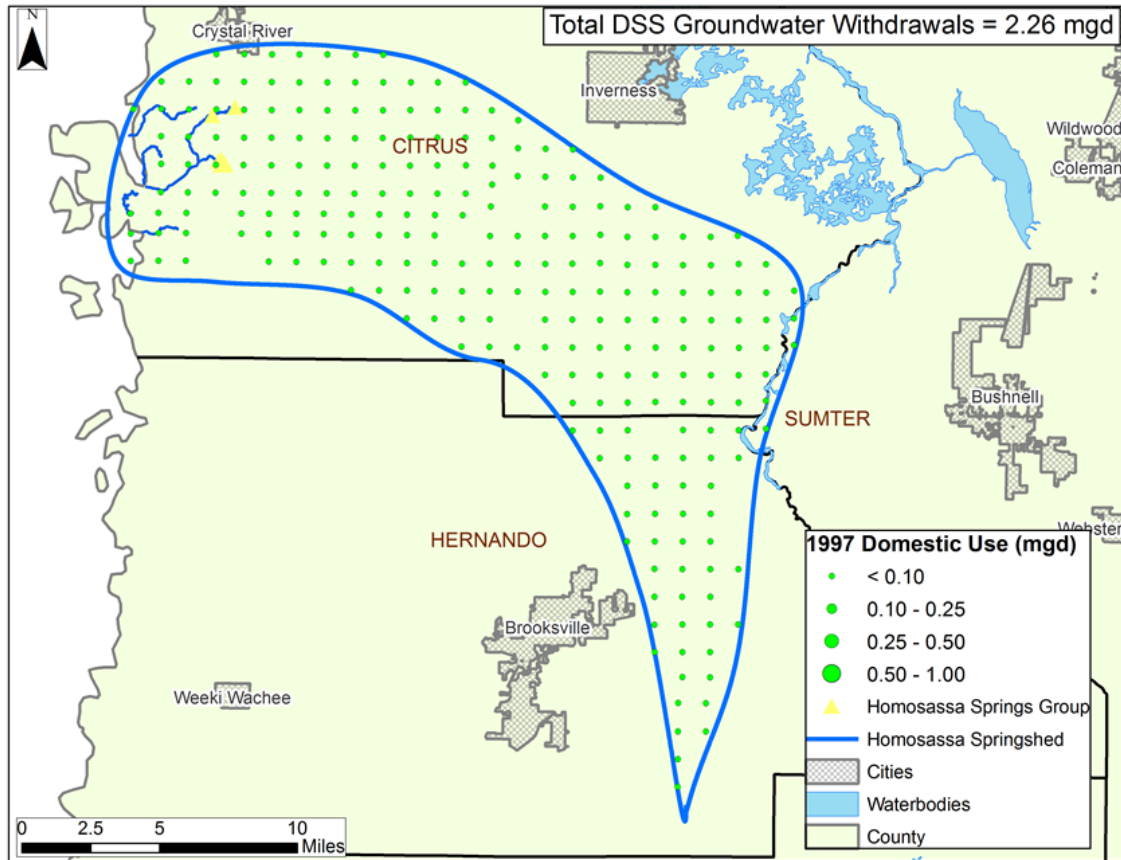 Total DSS Groundwater Withdrawals = 2.26 mgd
N
Crystal River
Inverness
Wildwood
Coleman
CITRUS
SUMTER
Bushnell
Webster
HERNANDO
Brooksville
Weeki Wachee
1997 Domestic Use (mgd)
< 0.10
0.10 - 0.25
0.25 - 0.50
0.50 - 1.00
Homosassa Springs Group
Homosassa Springshed
Cities
Waterbodies
County
0 2.5 5 10
Miles